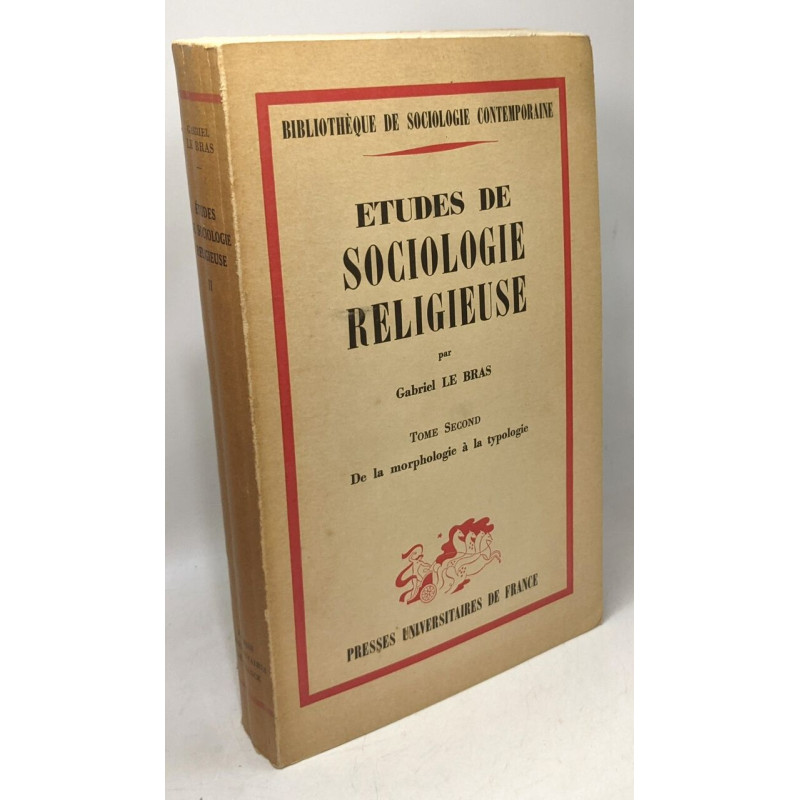 BIBLIOTHÈQUE DE SOCIOLOGIE CONTEMPORAINE
ETUDES DE
SOCIOLOGIE
RELIGIEUSE
par
Gabriel LE BRAS
TOME SECOND
De la morphologie à la typologie
PRESSES UNIVERSITAIRES DE FRANCE
GABRIEL
LE BRAS
ÉTUDES
SOCIOLOGIE
RELIGIEUSE
II